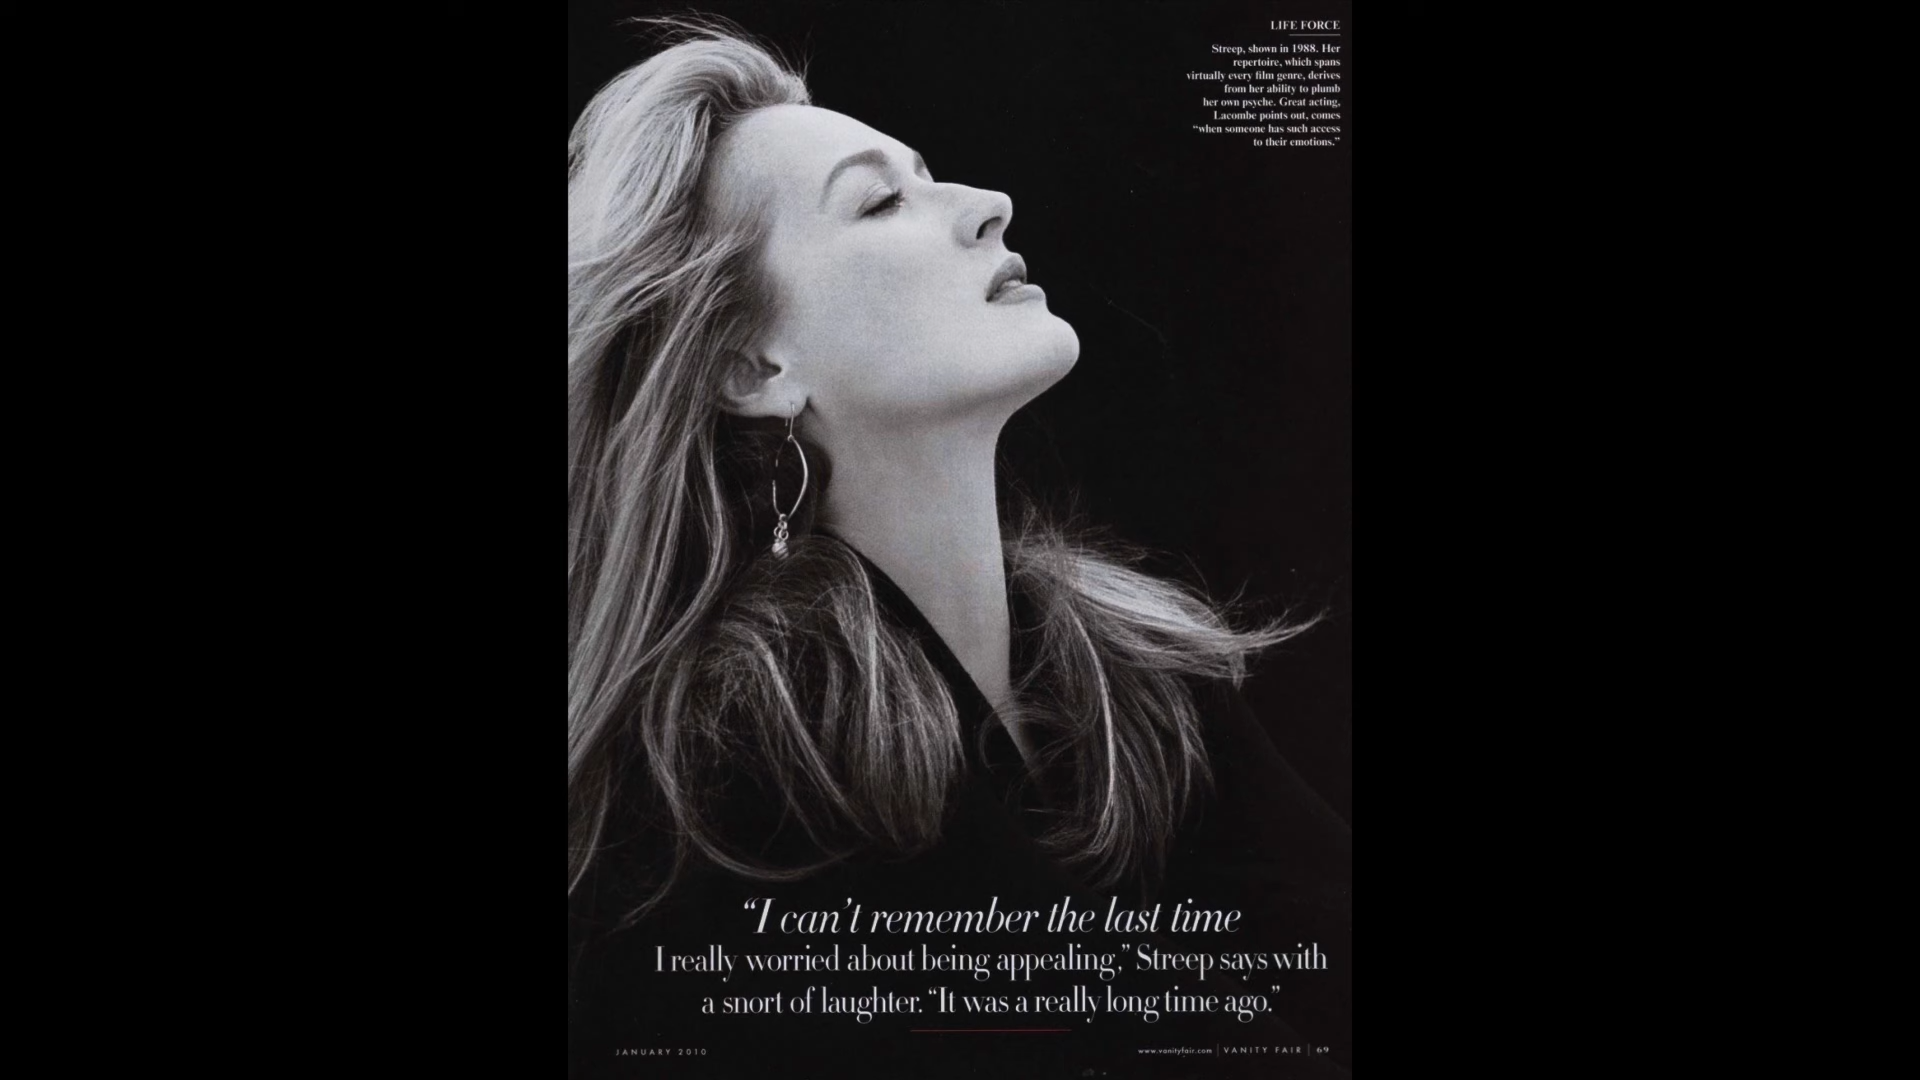 LIFE FORCE
Streep, shown in 1988. Her
repertoire, which spans
virtually every film genre, derives
from her ability to plumb
her own psyche. Great acting,
Lacombe points out, comes
“when someone has such access
to their emotions.”
“I can’t remember the last time
I really worried about being appealing,” Streep says with
a snort of laughter. “It was a really long time ago.”
JANUARY 2010
www.vanityfair.com | VANITY FAIR | 69